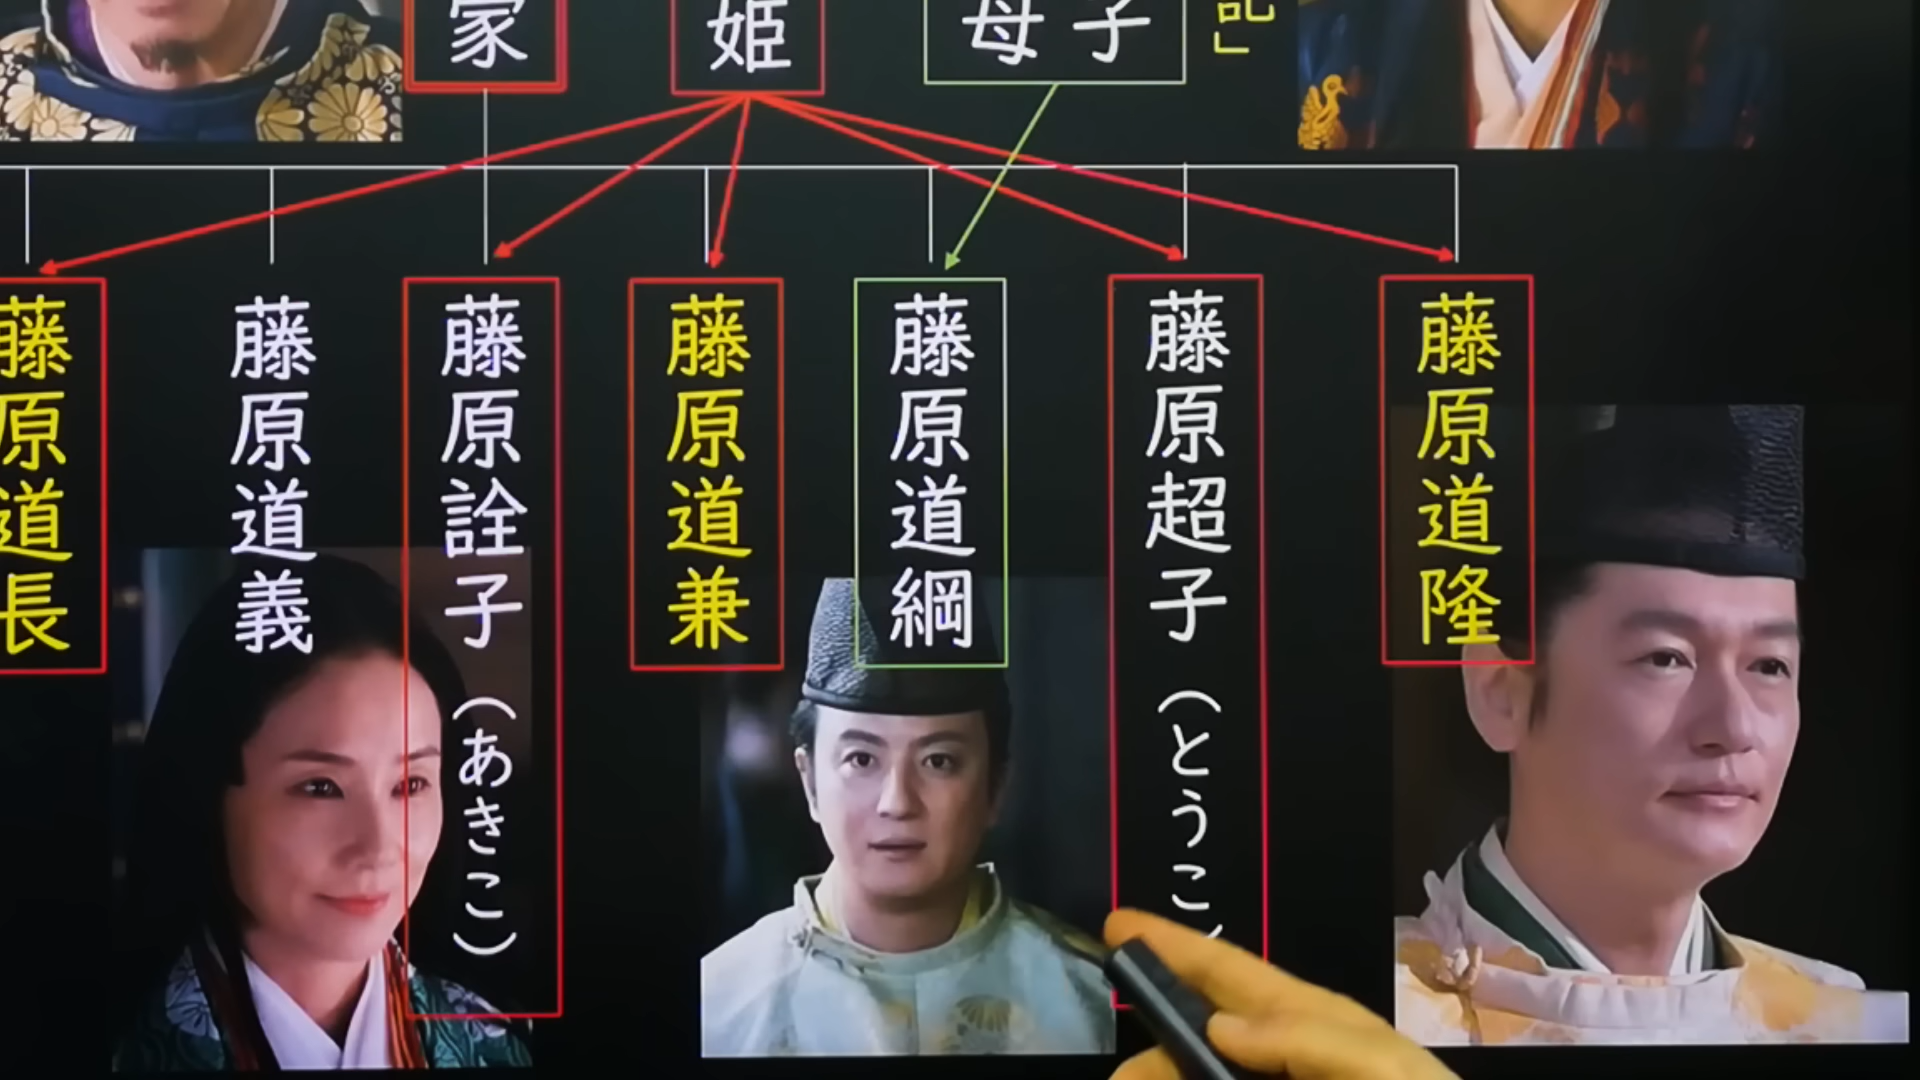 記」
母子
姫
家
藤原道隆
藤原超子(とうこ)
藤原道綱
藤原道兼
藤原詮子(あきこ)
藤原道義
藤原道長